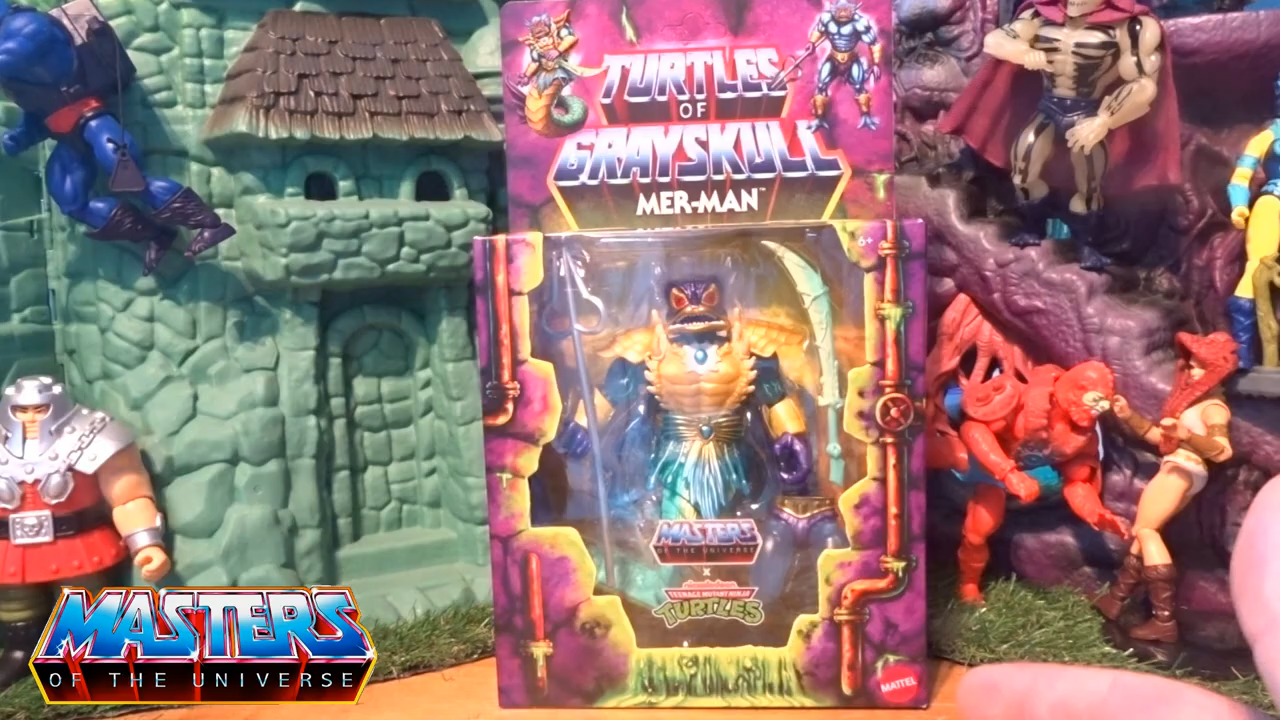 TURTLES
OF
GRAYSKULL
MER-MAN™
6+
MASTERS
OF THE UNIVERSE
X
nickelodeon
TEENAGE MUTANT NINJA
TURTLES
MATTEL
MASTERS
OF THE UNIVERSE